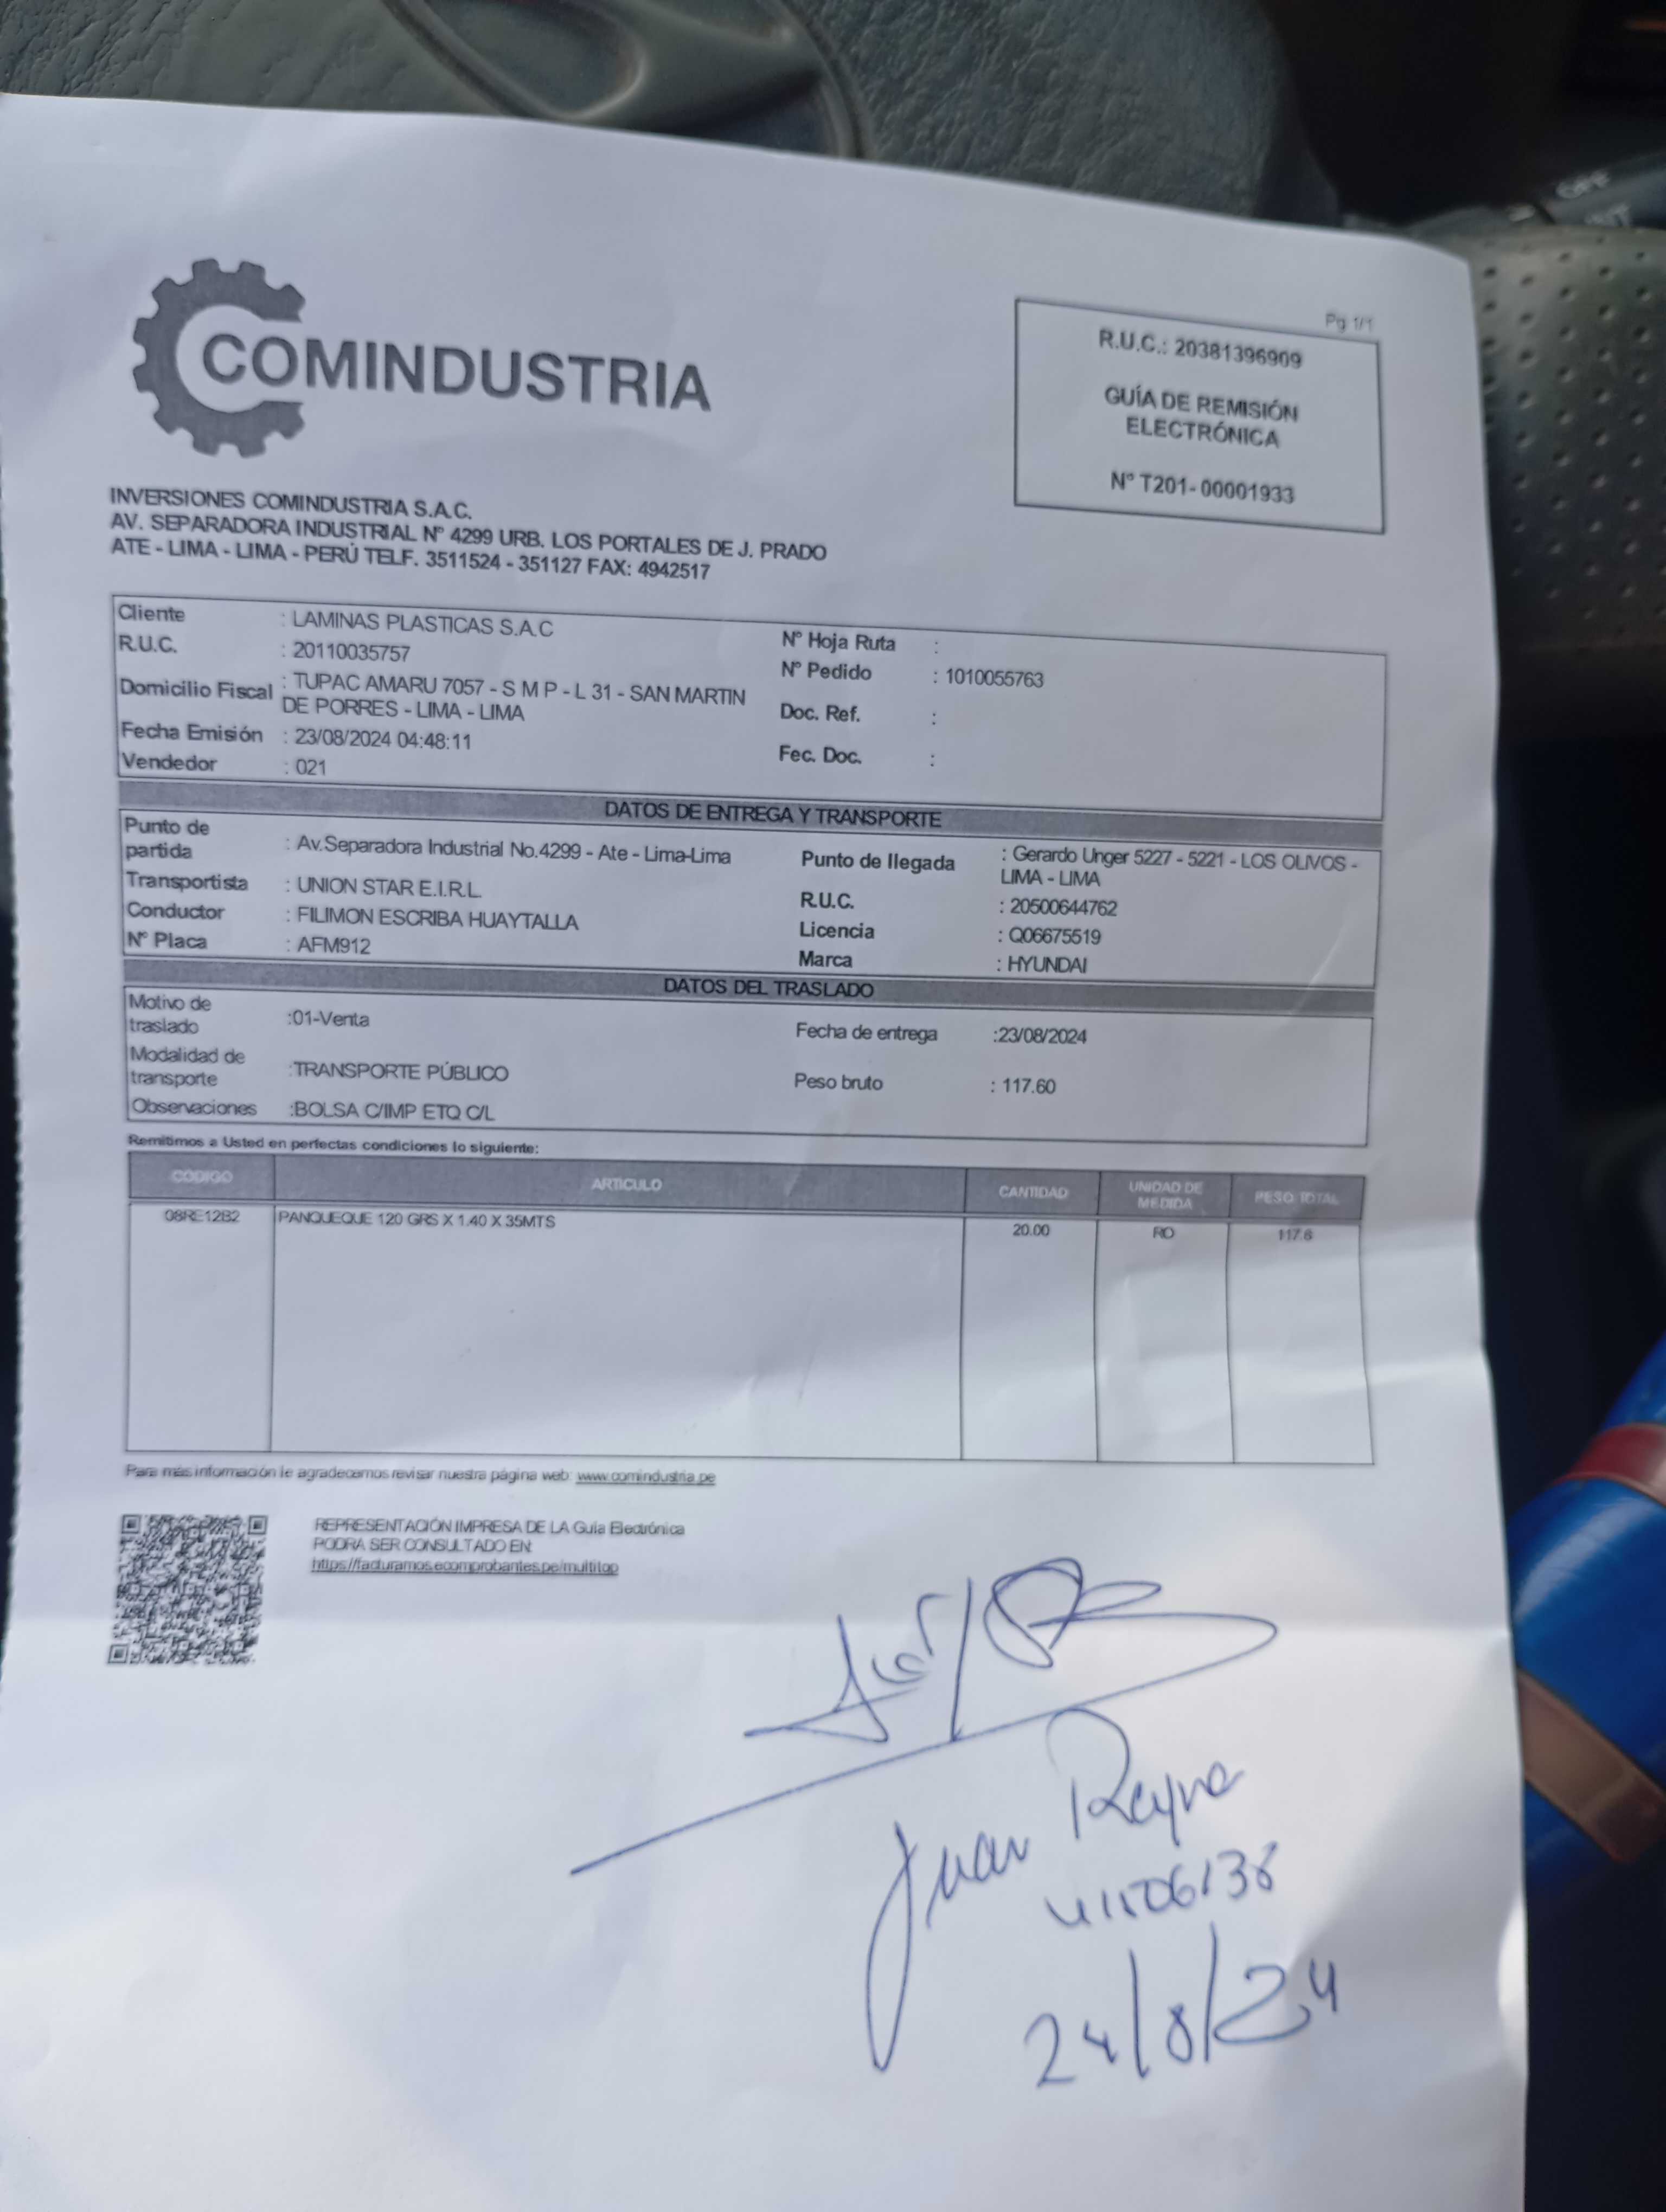 COMINDUSTRIA
Pg 1/1
R.U.C.: 20381396909
GUÍA DE REMISIÓN
ELECTRÓNICA
N° T201-00001933
INVERSIONES COMINDUSTRIA S.A.C.
AV. SEPARADORA INDUSTRIAL N° 4299 URB. LOS PORTALES DE J. PRADO
ATE - LIMA - LIMA - PERÚ TELF. 3511524 - 351127 FAX: 4942517
Cliente : LAMINAS PLASTICAS S.A.C
R.U.C. : 20110035757
Domicilio Fiscal : TUPAC AMARU 7057 - S M P - L 31 - SAN MARTIN
DE PORRES - LIMA - LIMA
Fecha Emisión : 23/08/2024 04:48:11
Vendedor : 021
N° Hoja Ruta :
N° Pedido : 1010055763
Doc. Ref. :
Fec. Doc. :
DATOS DE ENTREGA Y TRANSPORTE
Punto de
partida : Av.Separadora Industrial No.4299 - Ate - Lima-Lima
Transportista : UNION STAR E.I.R.L
Conductor : FILIMON ESCRIBA HUAYTALLA
N° Placa : AFM912
Punto de llegada : Gerardo Unger 5227 - 5221 - LOS OLIVOS -
LIMA - LIMA
R.U.C. : 20500644762
Licencia : Q06675519
Marca : HYUNDAI
DATOS DEL TRASLADO
Motivo de
traslado :01-Venta
Modalidad de
transporte :TRANSPORTE PÚBLICO
Observaciones :BOLSA C/IMP ETQ C/L
Fecha de entrega :23/08/2024
Peso bruto : 117.60
Remitimos a Usted en perfectas condiciones lo siguiente:
CÓDIGO ARTICULO CANTIDAD UNIDAD DE MEDIDA PESO TOTAL
08RE12B2 PANQUEQUE 120 GRS X 1.40 X 35MTS 20.00 RO 117.6
Para más información le agradecemos revisar nuestra página web: www.comindustria.pe
REPRESENTACIÓN IMPRESA DE LA Guía Electrónica
PODRA SER CONSULTADO EN:
https://facturamos.ecomprobantes.pe/multitop
Juan Reyna
41506136
24/8/24